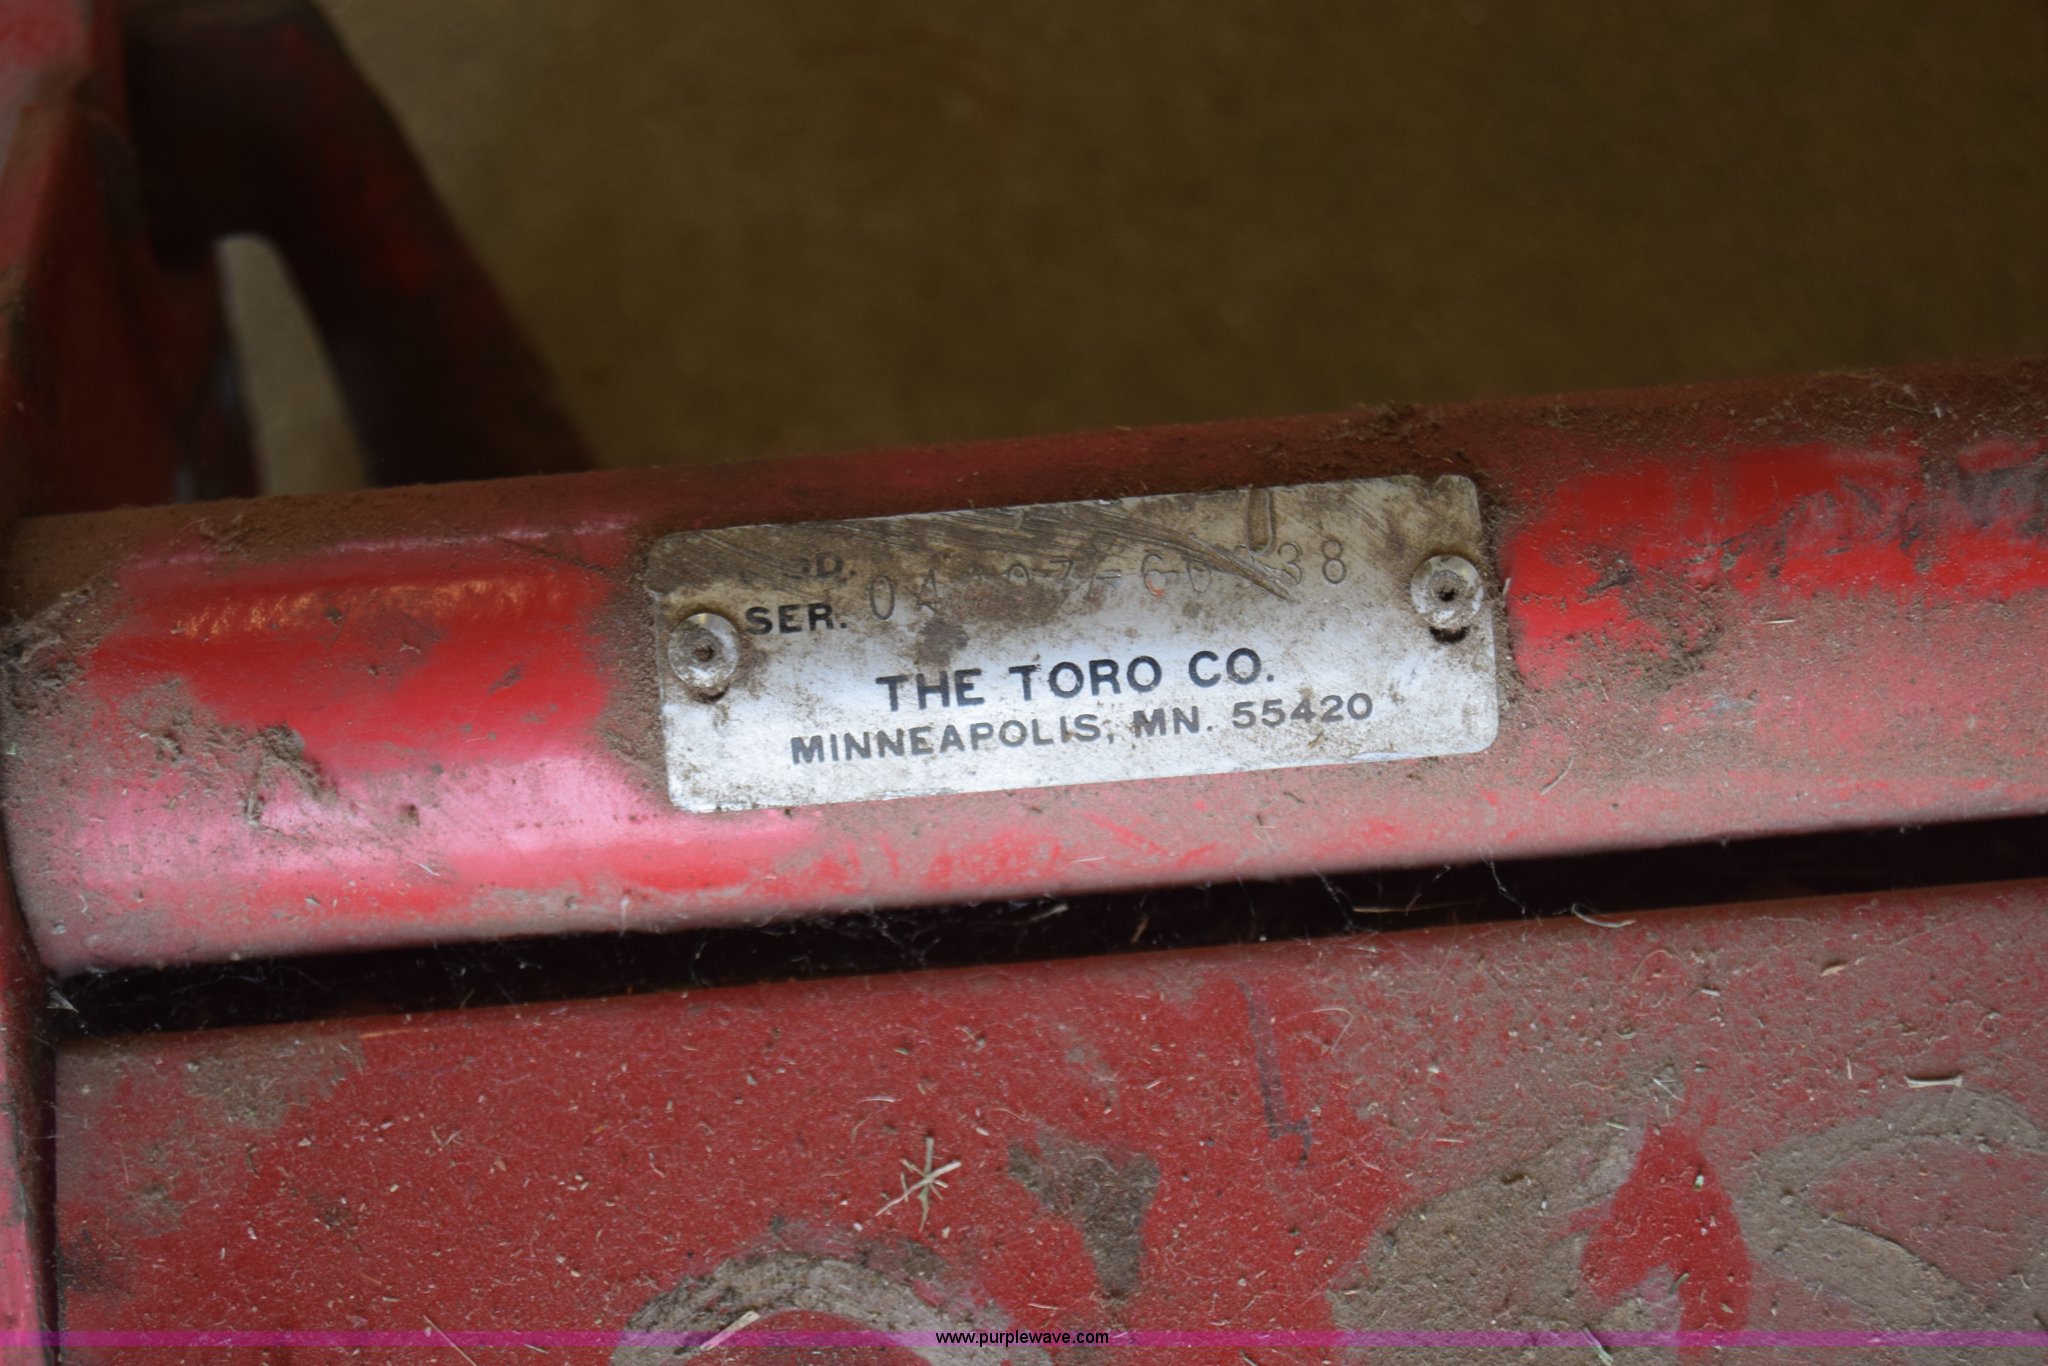 SER.
THE TORO CO.
MINNEAPOLIS, MN. 55420
www.purplewave.com